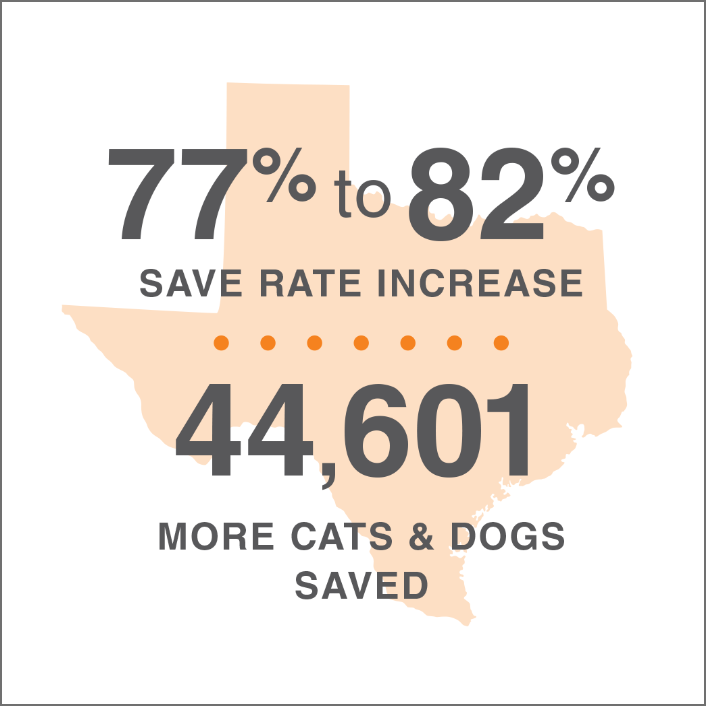 77% to 82%
SAVE RATE INCREASE
44,601
MORE CATS & DOGS
SAVED